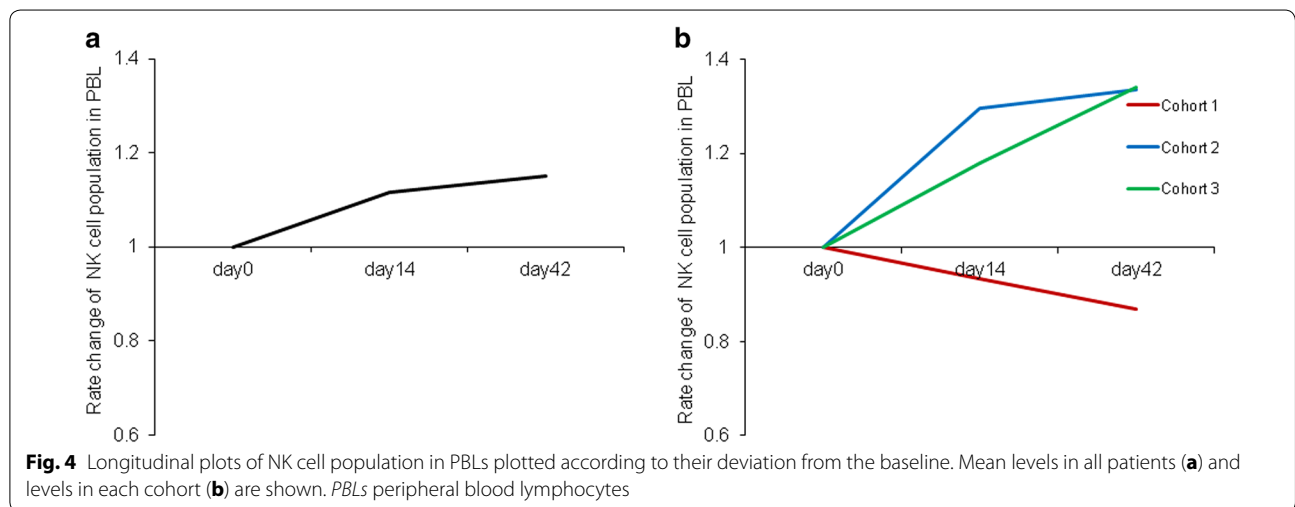 a
Rate change of NK cell population in PBL
1.4
1.2
1
0.8
0.6
day0
day14
day42
b
Rate change of NK cell population in PBL
1.4
1.2
1
0.8
0.6
day0
day14
day42
Cohort 1
Cohort 2
Cohort 3
Fig. 4 Longitudinal plots of NK cell population in PBLs plotted according to their deviation from the baseline. Mean levels in all patients (a) and
levels in each cohort (b) are shown. PBLs peripheral blood lymphocytes